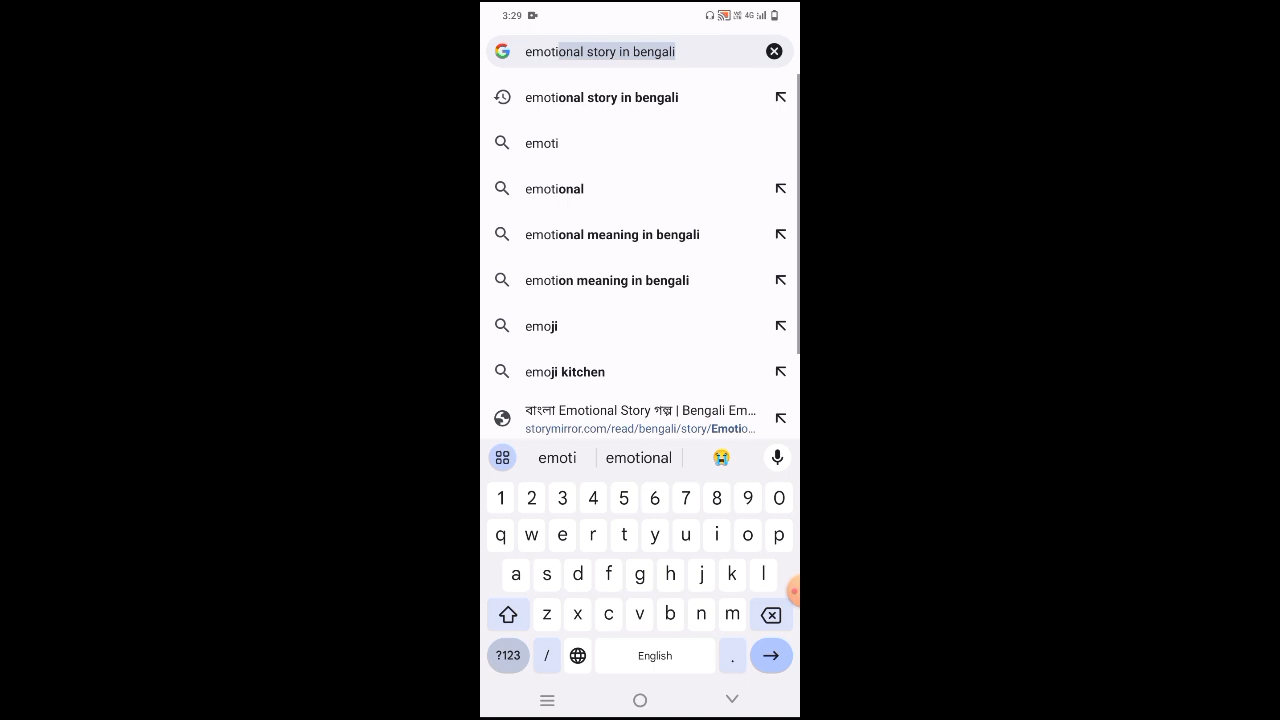 3:29 4G
emotional story in bengali
emotional story in bengali
emoti
emotional
emotional meaning in bengali
emotion meaning in bengali
emoji
emoji kitchen
বাংলা Emotional Story গল্প | Bengali Em...
storymirror.com/read/bengali/story/Emotio...
emoti emotional
1 2 3 4 5 6 7 8 9 0
q w e r t y u i o p
a s d f g h j k l
z x c v b n m
?123 / English .